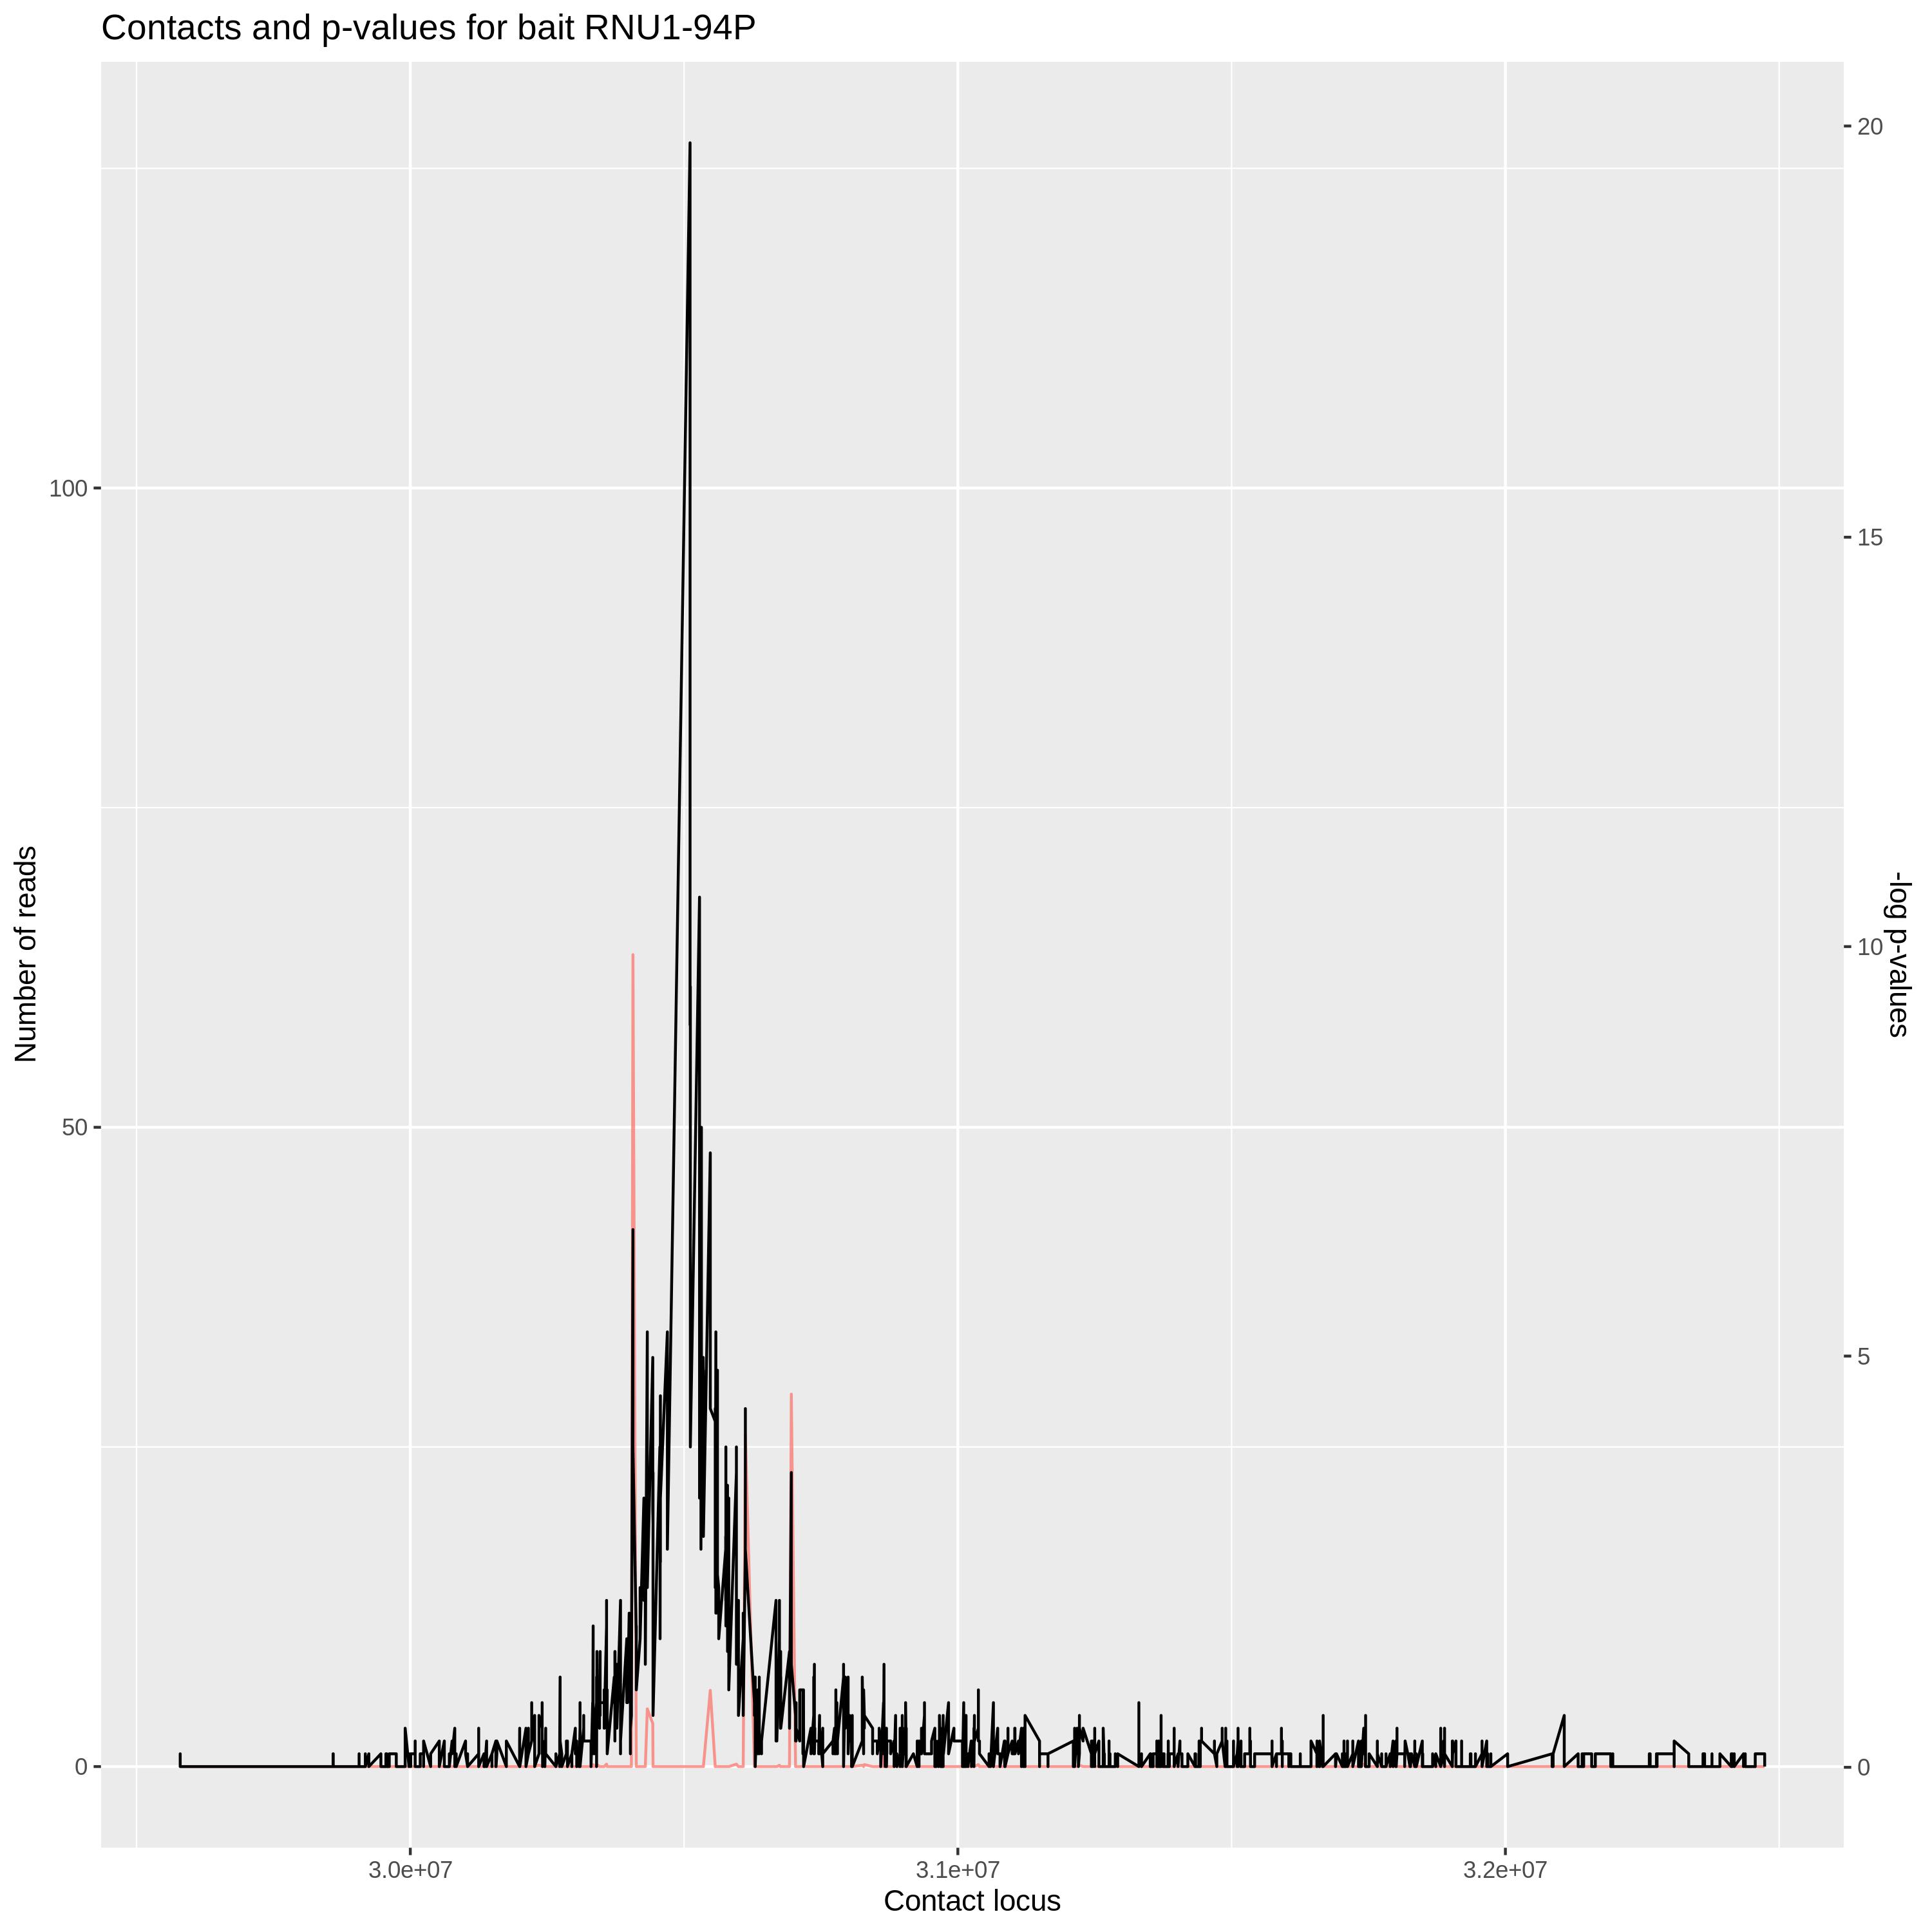 Contacts and p-values for bait RNU1-94P
20
100
15
Number of reads
-log p-values
10
50
5
0
0
3.0e+07
3.1e+07
3.2e+07
Contact locus